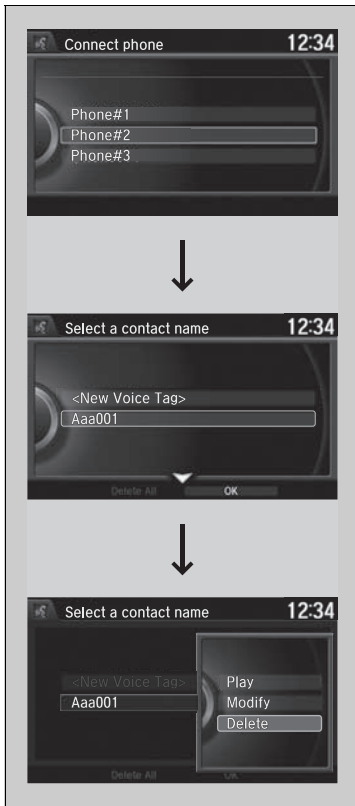 Connect phone 12:34
Phone#1
Phone#2
Phone#3
Select a contact name 12:34
<New Voice Tag>
Aaa001
Delete All OK
Select a contact name 12:34
<New Voice Tag>
Aaa001
Play
Modify
Delete
Delete All OK